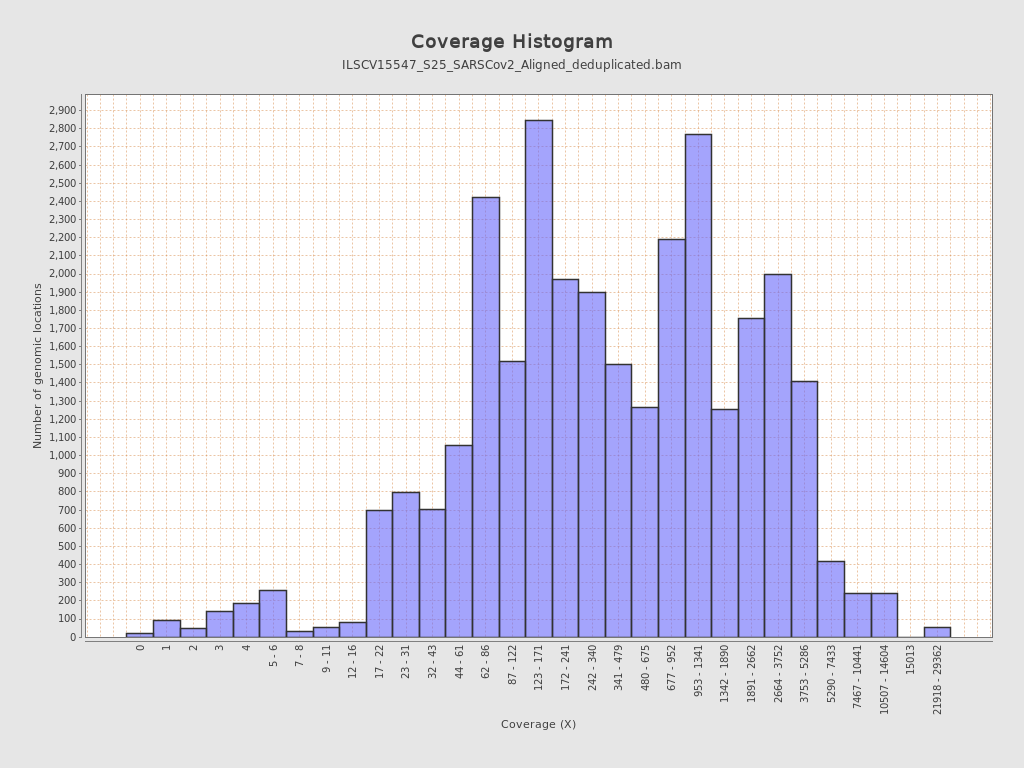 Coverage Histogram
ILSCV15547_S25_SARSCov2_Aligned_deduplicated.bam
Number of genomic locations
2,900
2,800
2,700
2,600
2,500
2,400
2,300
2,200
2,100
2,000
1,900
1,800
1,700
1,600
1,500
1,400
1,300
1,200
1,100
1,000
900
800
700
600
500
400
300
200
100
0
0
1
2
3
4
5 - 6
7 - 8
9 - 11
12 - 16
17 - 22
23 - 31
32 - 43
44 - 61
62 - 86
87 - 122
123 - 171
172 - 241
242 - 340
341 - 479
480 - 675
677 - 952
953 - 1341
1342 - 1890
1891 - 2662
2664 - 3752
3753 - 5286
5290 - 7433
7467 - 10441
10507 - 14604
15013
21918 - 29362
Coverage (X)